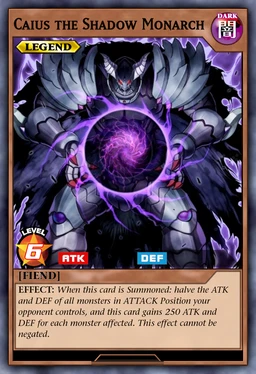 Caius the Shadow Monarch
DARK
闇
LEGEND
LEVEL
6
ATK
DEF
[FIEND]
EFFECT: When this card is Summoned: halve the ATK
and DEF of all monsters in ATTACK Position your
opponent controls, and this card gains 250 ATK and
DEF for each monster affected. This effect cannot be
negated.